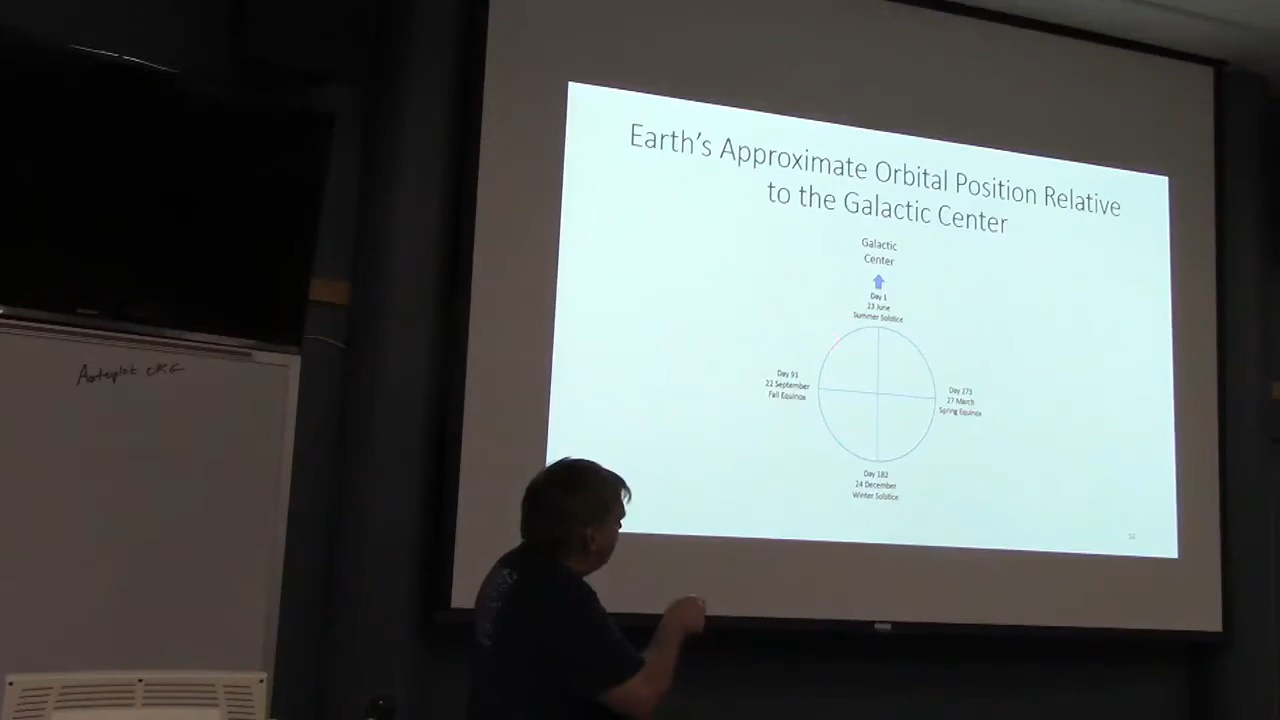 Earth's Approximate Orbital Position Relative
to the Galactic Center
Galactic
Center
Day 1
23 June
Summer Solstice
Day 91
22 September
Fall Equinox
Day 273
27 March
Spring Equinox
Day 182
24 December
Winter Solstice